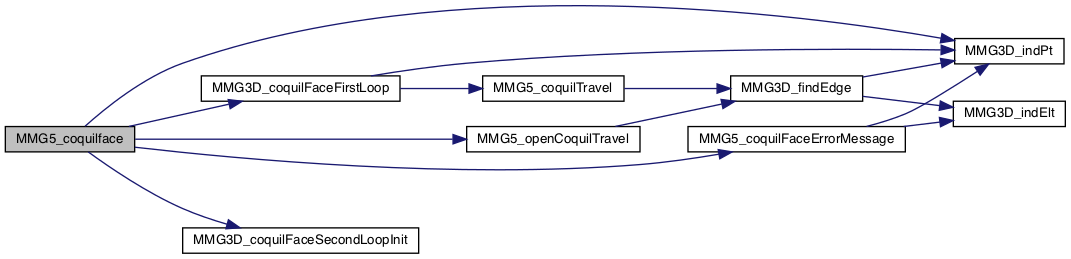 MMG3D_indPt
MMG3D_coquilFaceFirstLoop
MMG5_coquilTravel
MMG3D_findEdge
MMG3D_indElt
MMG5_coquilface
MMG5_openCoquilTravel
MMG5_coquilFaceErrorMessage
MMG3D_coquilFaceSecondLoopInit